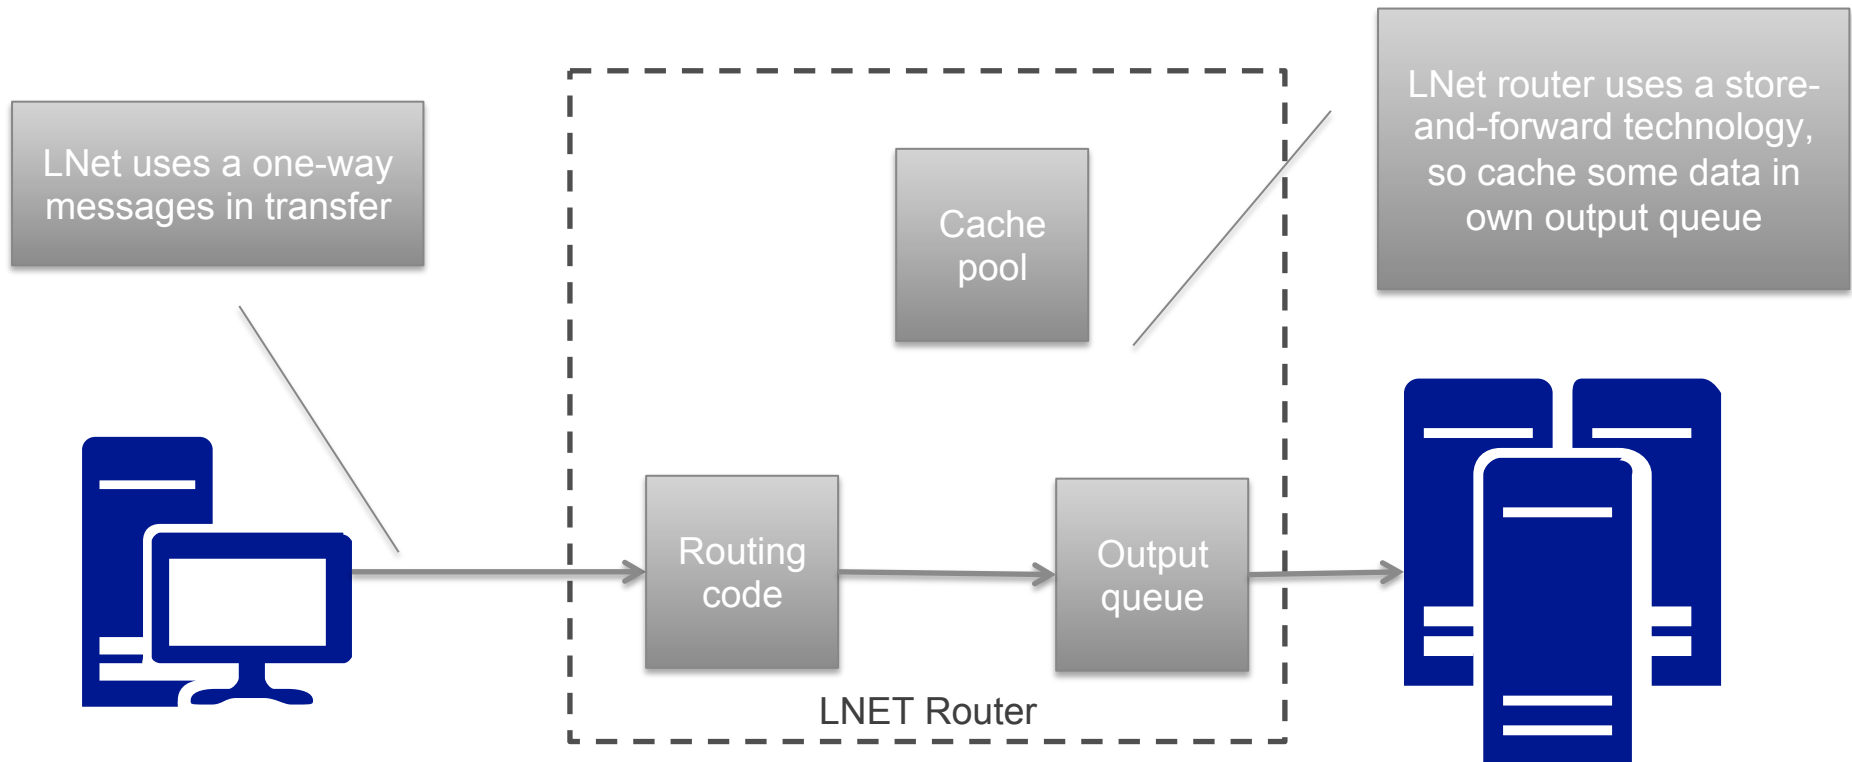 LNet uses a one-way
messages in transfer
LNet router uses a store-
and-forward technology,
so cache some data in
own output queue
Cache
pool
Routing
code
Output
queue
LNET Router